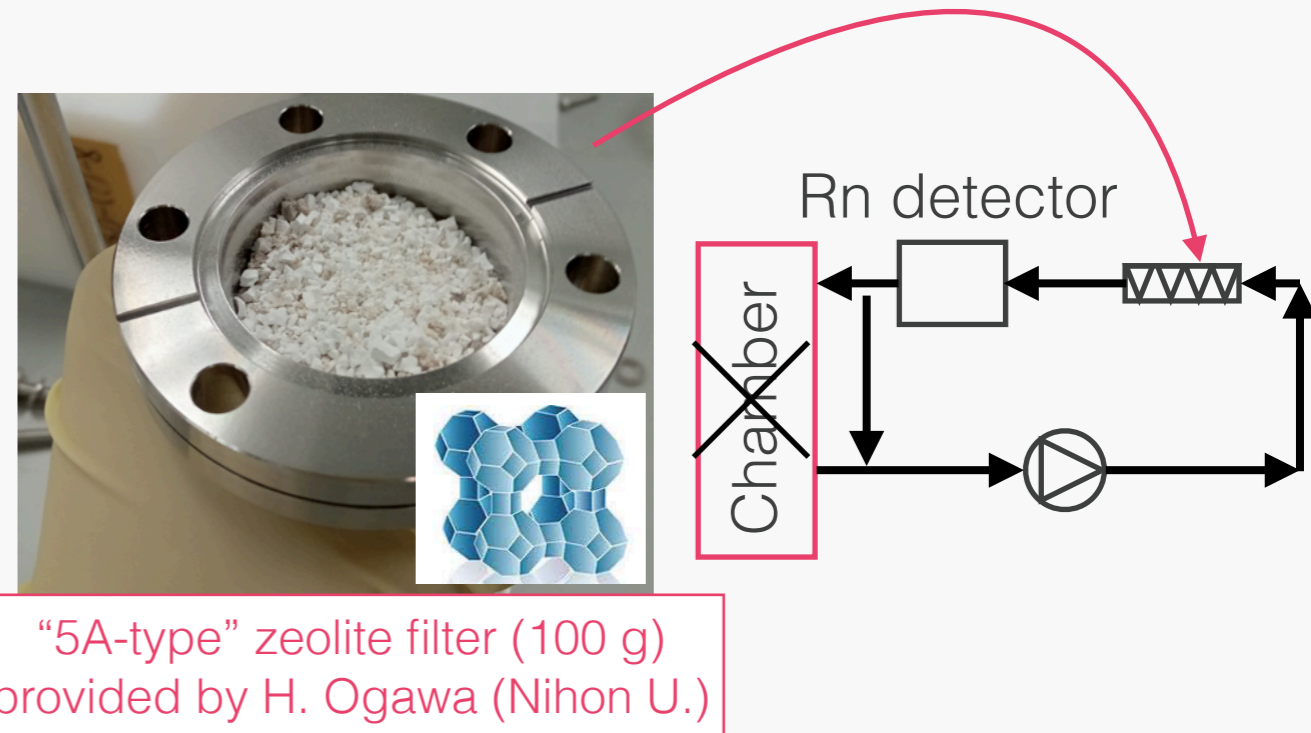 Rn detector
Chamber
“5A-type” zeolite filter (100 g)
provided by H. Ogawa (Nihon U.)